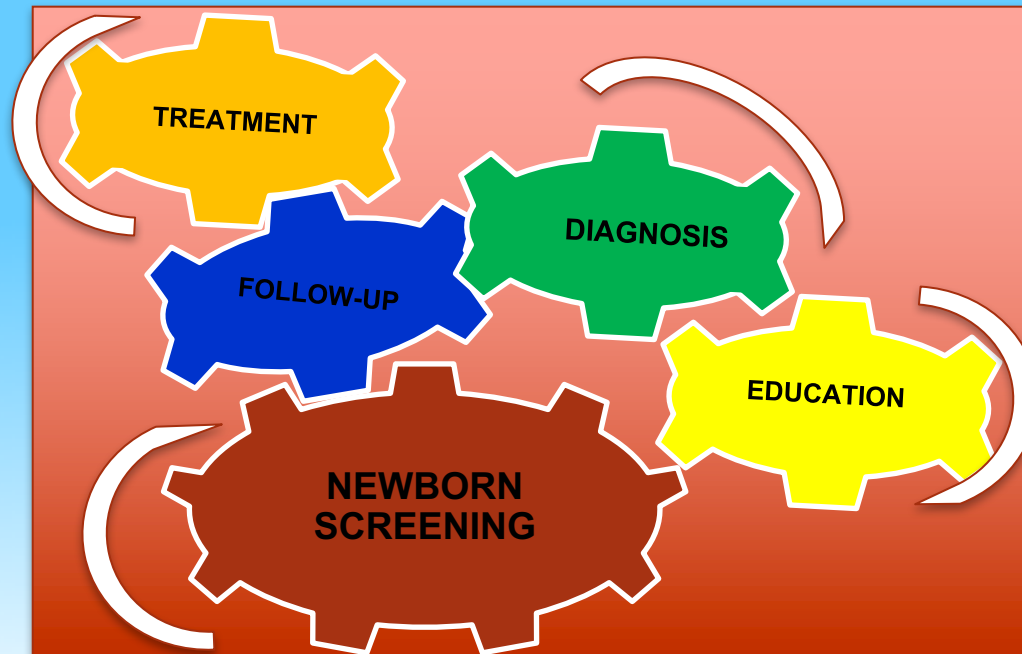 TREATMENT
DIAGNOSIS
FOLLOW-UP
EDUCATION
NEWBORN
SCREENING